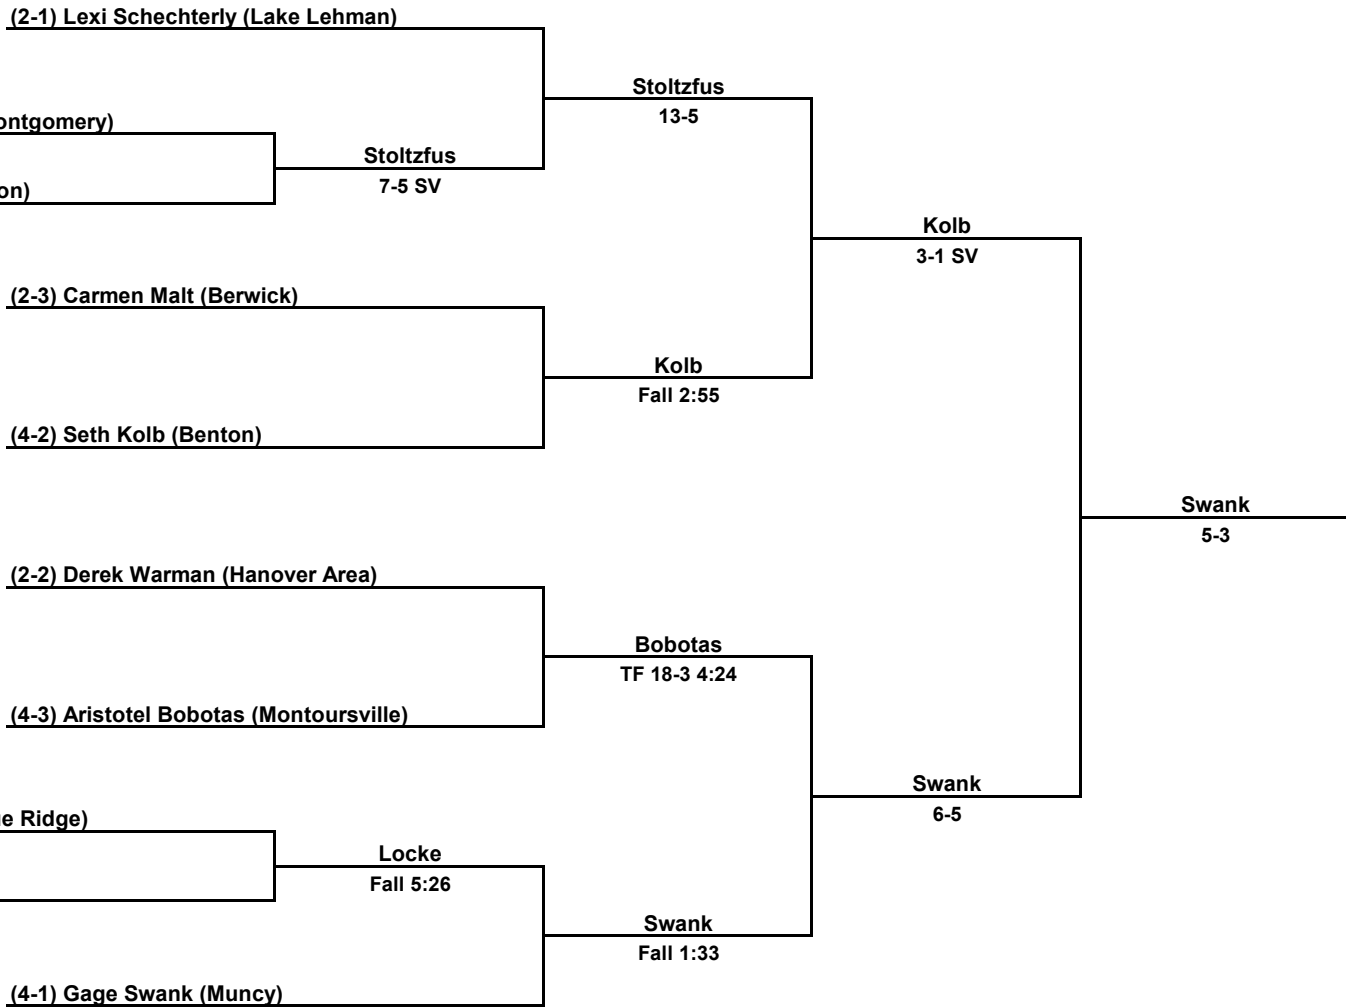 (2-1) Lexi Schechterly (Lake Lehman)
Stoltzfus
13-5
ontgomery)
Stoltzfus
7-5 SV
on)
Kolb
3-1 SV
(2-3) Carmen Malt (Berwick)
Kolb
Fall 2:55
(4-2) Seth Kolb (Benton)
Swank
5-3
(2-2) Derek Warman (Hanover Area)
Bobotas
TF 18-3 4:24
(4-3) Aristotel Bobotas (Montoursville)
Swank
6-5
e Ridge)
Locke
Fall 5:26
Swank
Fall 1:33
(4-1) Gage Swank (Muncy)